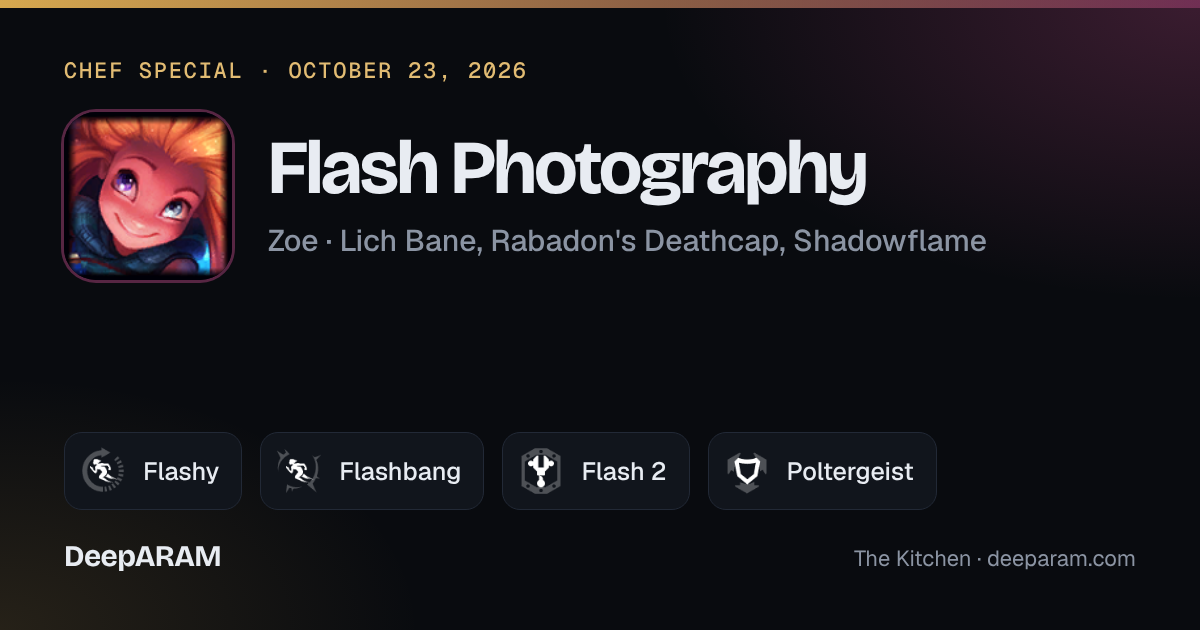 CHEF SPECIAL · OCTOBER 23, 2026
Flash Photography
Zoe · Lich Bane, Rabadon's Deathcap, Shadowflame
Flashy
Flashbang
Flash 2
Poltergeist
DeepARAM
The Kitchen · deeparam.com